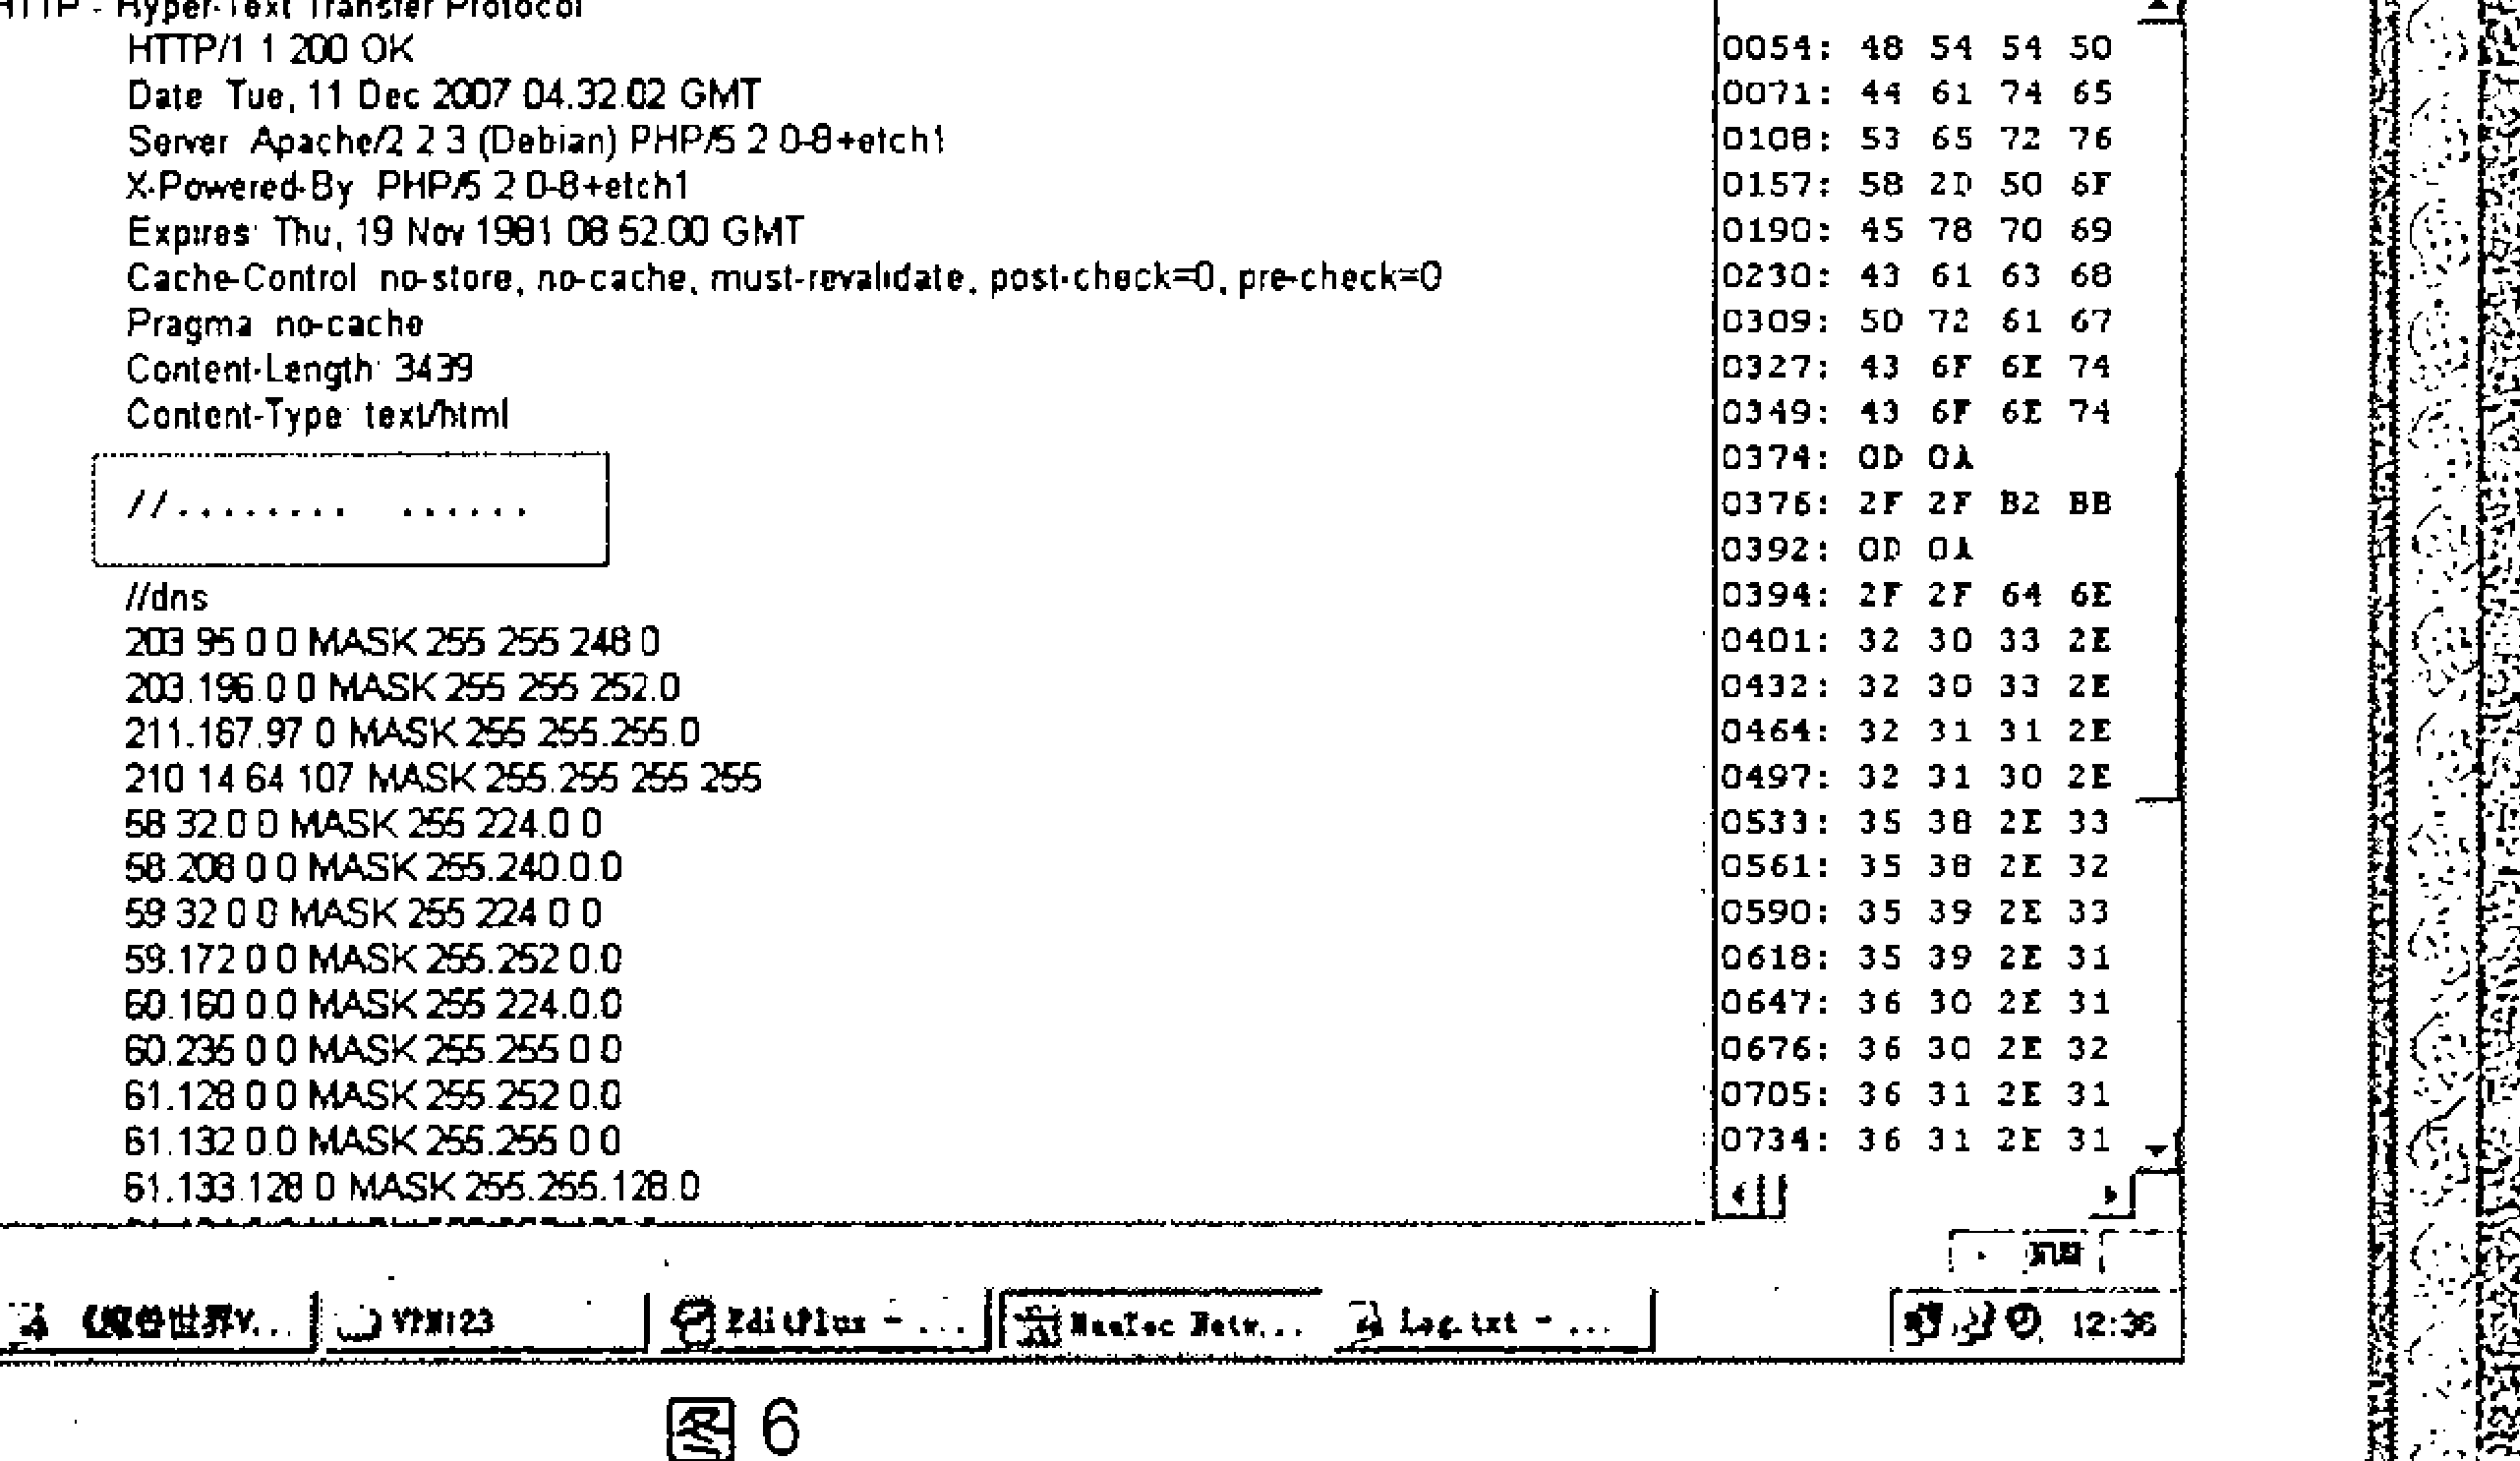 HTTP - Hyper-Text Transfer Protocol
HTTP/1 1 200 OK
Date Tue, 11 Dec 2007 04.32.02 GMT
Server Apache/2 2 3 (Debian) PHP/5 2 0-8+etch1
X-Powered-By PHP/5 2 0-8+etch1
Expires: Thu, 19 Nov 1981 08 52.00 GMT
Cache-Control no-store, no-cache, must-revalidate, post-check=0, pre-check=0
Pragma no-cache
Content-Length: 3439
Content-Type: text/html
//........ ......
//dns
203 95 0 0 MASK 255 255 248 0
203.196.0 0 MASK 255 255 252.0
211.167.97 0 MASK 255 255.255.0
210 14 64 107 MASK 255.255 255 255
58 32.0 0 MASK 255 224.0 0
58.208 0 0 MASK 255.240.0.0
59 32 0 0 MASK 255 224 0 0
59.172 0 0 MASK 255.252 0.0
60.160 0.0 MASK 255 224.0.0
60.235 0 0 MASK 255.255 0 0
61.128 0 0 MASK 255.252 0.0
61.132 0.0 MASK 255.255 0 0
61.133.128 0 MASK 255.255.128.0
0054: 48 54 54 50
0071: 44 61 74 65
0108: 53 65 72 76
0157: 58 2D 50 6F
0190: 45 78 70 69
0230: 43 61 63 68
0309: 50 72 61 67
0327: 43 6F 6E 74
0349: 43 6F 6E 74
0374: 0D 0A
0376: 2F 2F B2 BB
0392: 0D 0A
0394: 2F 2F 64 6E
0401: 32 30 33 2E
0432: 32 30 33 2E
0464: 32 31 31 2E
0497: 32 31 30 2E
0533: 35 38 2E 33
0561: 35 38 2E 32
0590: 35 39 2E 33
0618: 35 39 2E 31
0647: 36 30 2E 31
0676: 36 30 2E 32
0705: 36 31 2E 31
0734: 36 31 2E 31
世界V... VPN123 EditPlus - ... Netw... Log.txt - ... 12:36
图 6